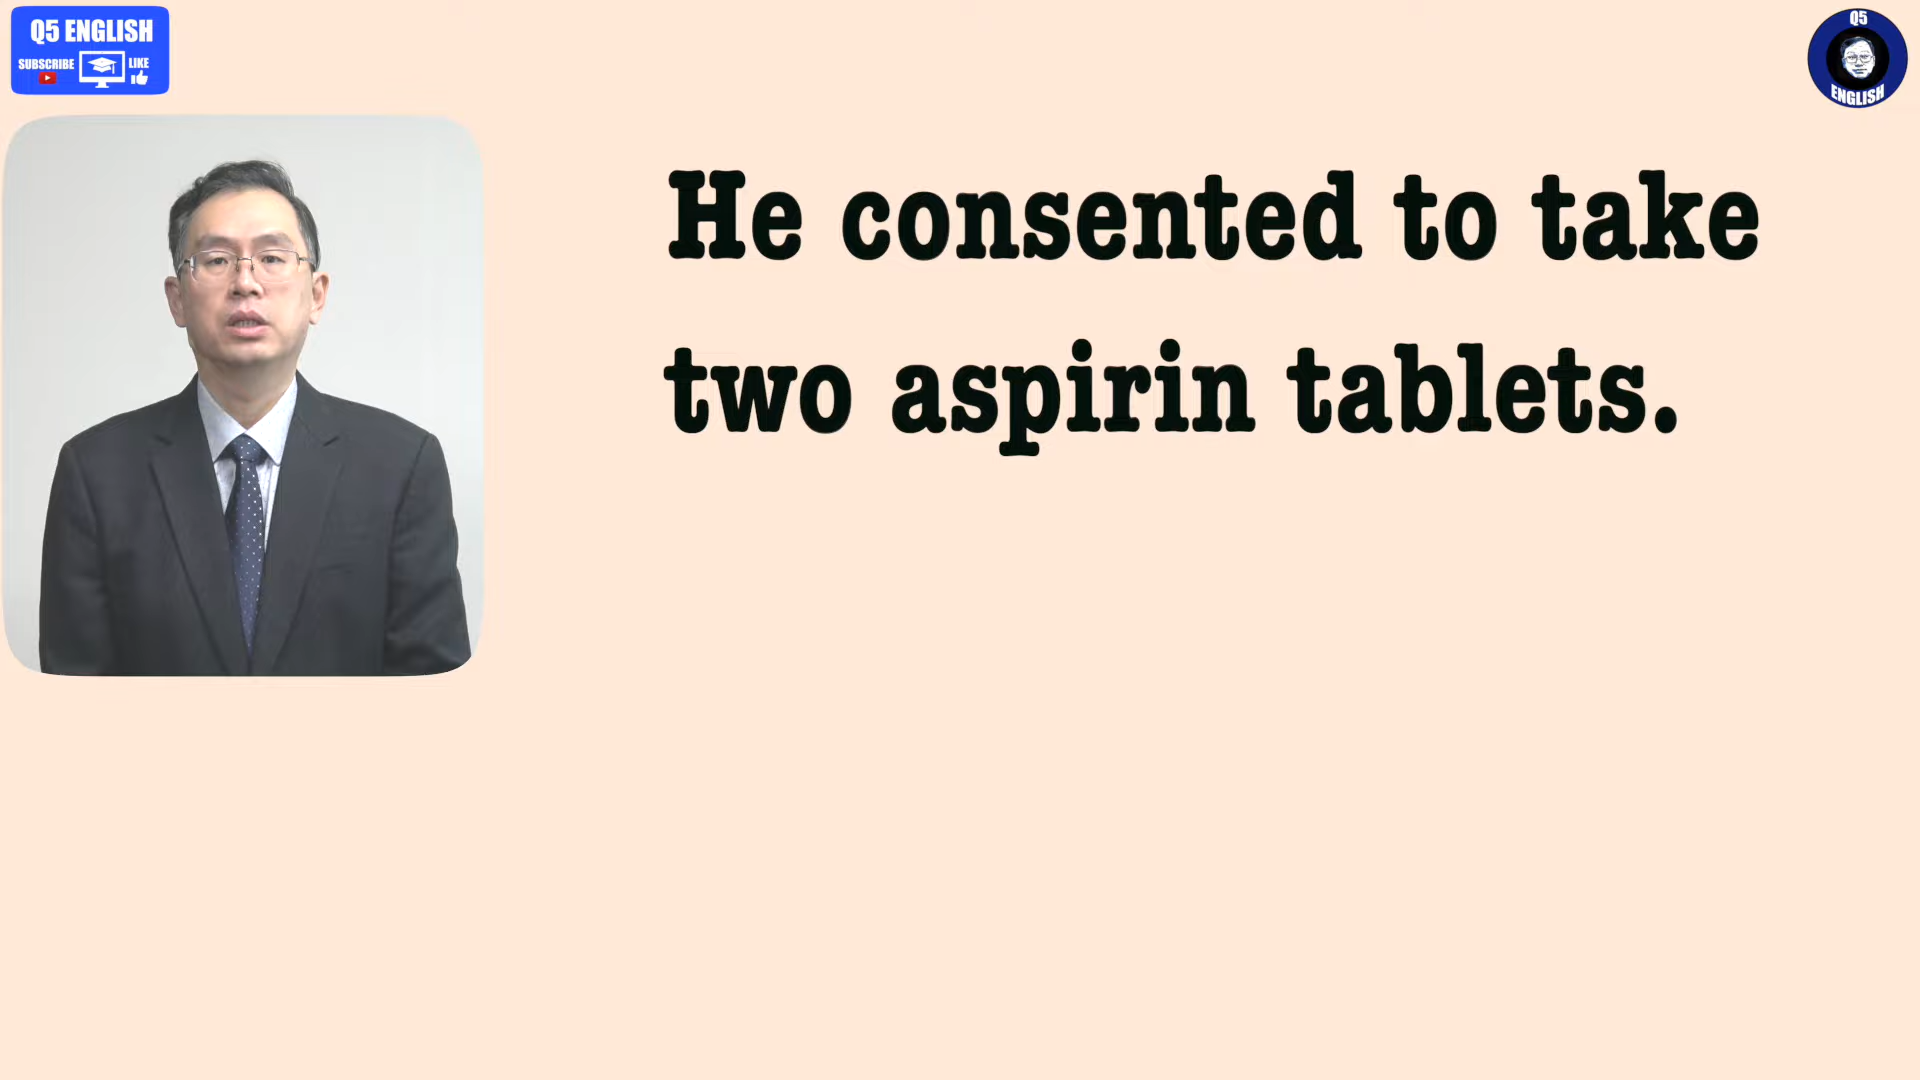 Q5 ENGLISH
SUBSCRIBE
LIKE
Q5
ENGLISH
He consented to take
two aspirin tablets.